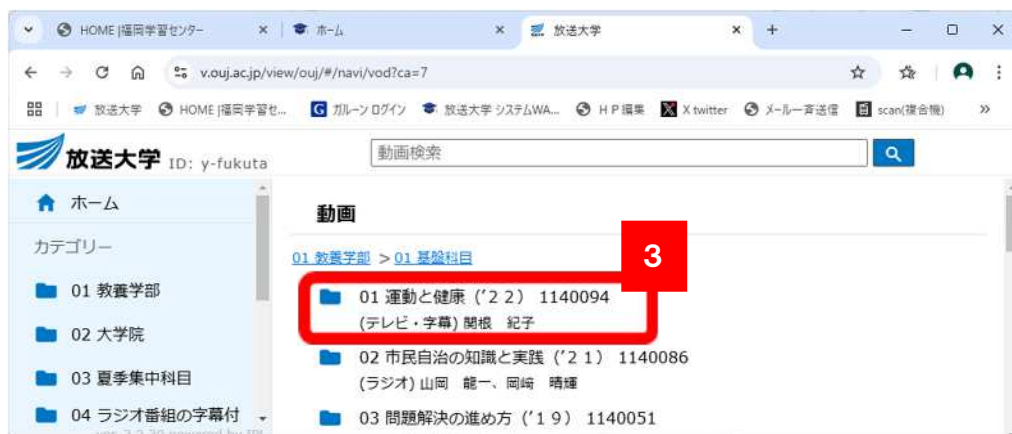 HOME |福岡学習センター
ホーム
放送大学
v.ouj.ac.jp/view/ouj/#/navi/vod?ca=7
放送大学 HOME |福岡学習セ... ガルーン ログイン 放送大学 システムWA... H P 編集 X twitter メール一斉送信 scan(複合機) »
放送大学 ID: y-fukuta
動画検索
ホーム
カテゴリー
01 教養学部
02 大学院
03 夏季集中科目
04 ラジオ番組の字幕付
動画
01 教養学部 > 01 基盤科目
3
01 運動と健康（’２２） 1140094
(テレビ・字幕) 関根 紀子
02 市民自治の知識と実践（’２１） 1140086
(ラジオ) 山岡 龍一、岡﨑 晴輝
03 問題解決の進め方（’１９） 1140051